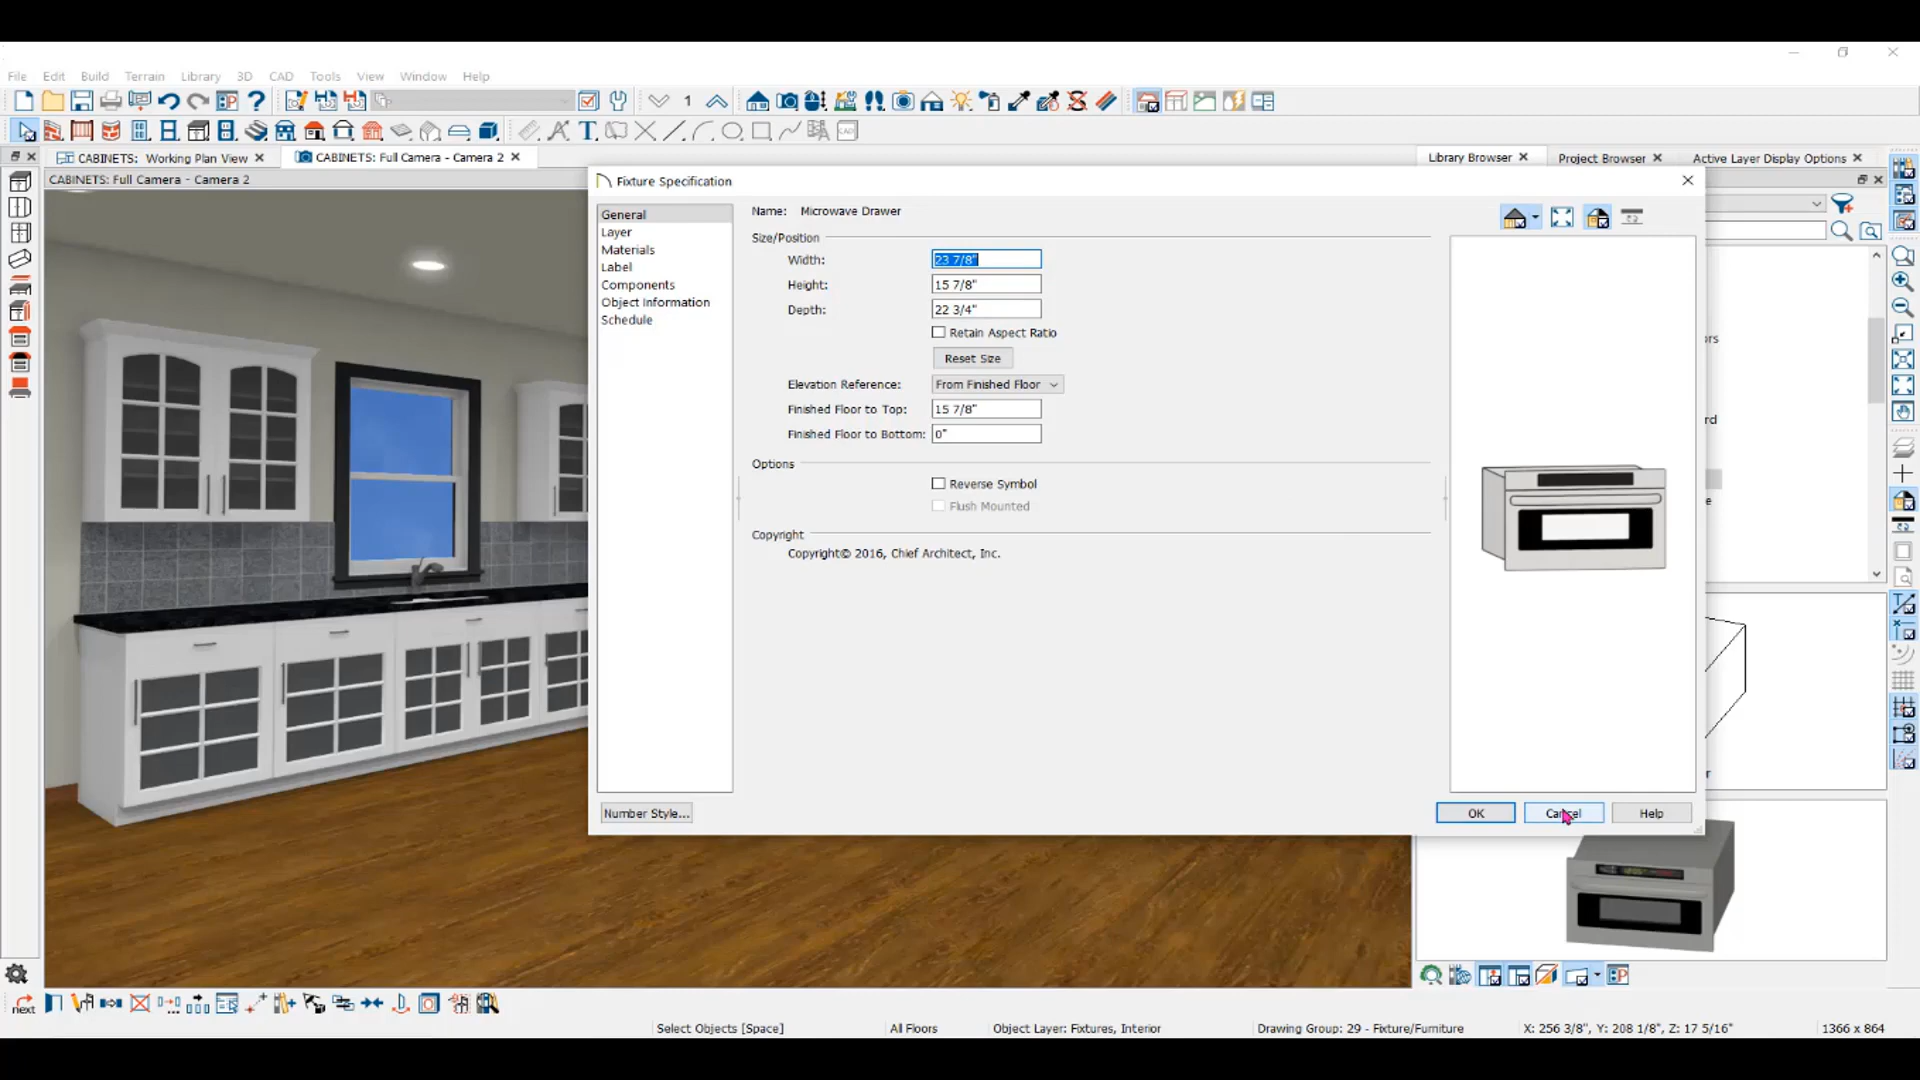 File Edit Build Terrain Library 3D CAD Tools View Window Help
1
CABINETS: Working Plan View
CABINETS: Full Camera - Camera 2
Library Browser
Project Browser
Active Layer Display Options
CABINETS: Full Camera - Camera 2
Fixture Specification
General
Layer
Materials
Label
Components
Object Information
Schedule
Name: Microwave Drawer
Size/Position
Width: 23 7/8"
Height: 15 7/8"
Depth: 22 3/4"
Retain Aspect Ratio
Reset Size
Elevation Reference: From Finished Floor
Finished Floor to Top: 15 7/8"
Finished Floor to Bottom: 0"
Options
Reverse Symbol
Flush Mounted
Copyright
Copyright© 2016, Chief Architect, Inc.
Number Style...
OK
Cancel
Help
next
Select Objects [Space]
All Floors
Object Layer: Fixtures, Interior
Drawing Group: 29 - Fixture/Furniture
X: 256 3/8", Y: 208 1/8", Z: 17 5/16"
1366 x 864